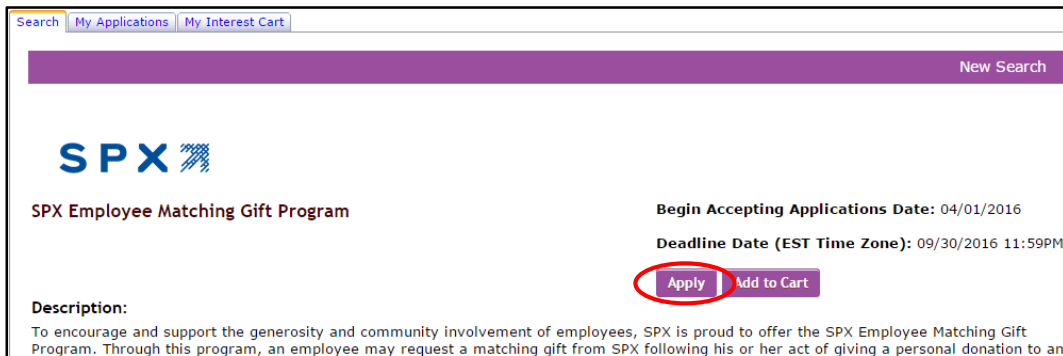 Search My Applications My Interest Cart
New Search
SPX
SPX Employee Matching Gift Program
Begin Accepting Applications Date: 04/01/2016
Deadline Date (EST Time Zone): 09/30/2016 11:59PM
Apply Add to Cart
Description:
To encourage and support the generosity and community involvement of employees, SPX is proud to offer the SPX Employee Matching Gift
Program. Through this program, an employee may request a matching gift from SPX following his or her act of giving a personal donation to an